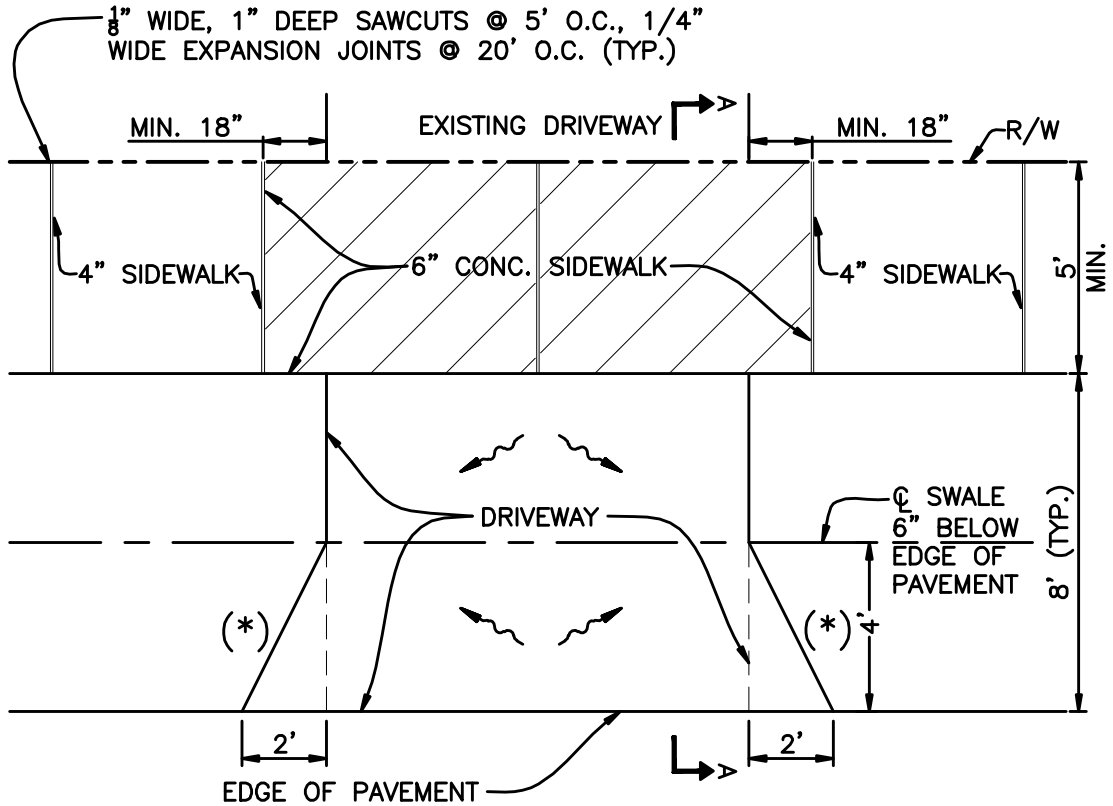 1/8” WIDE, 1” DEEP SAWCUTS @ 5’ O.C., 1/4”
WIDE EXPANSION JOINTS @ 20’ O.C. (TYP.)
MIN. 18”
EXISTING DRIVEWAY
A
MIN. 18”
R/W
4” SIDEWALK
6” CONC. SIDEWALK
4” SIDEWALK
5’
MIN.
DRIVEWAY
℄ SWALE
6” BELOW
EDGE OF
PAVEMENT
8’ (TYP.)
(*)
(*)
4’
2’
A
2’
EDGE OF PAVEMENT